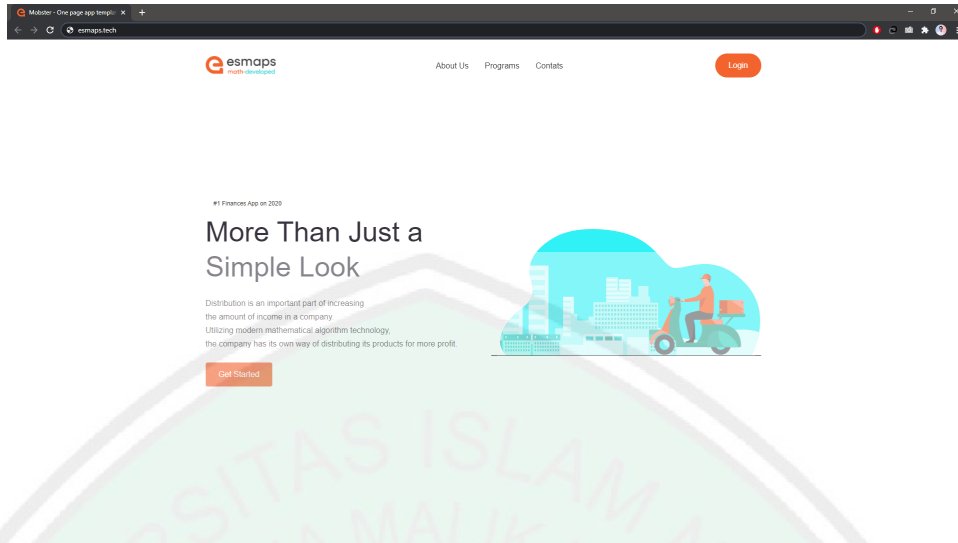 Mobster - One page app templa
esmaps.tech
esmaps
math-developed
About Us
Programs
Contats
Login
#1 Finances App on 2020
More Than Just a
Simple Look
Distribution is an important part of increasing
the amount of income in a company.
Utilizing modern mathematical algorithm technology,
the company has its own way of distributing its products for more profit.
Get Started
SITAS ISLAM
MALIK